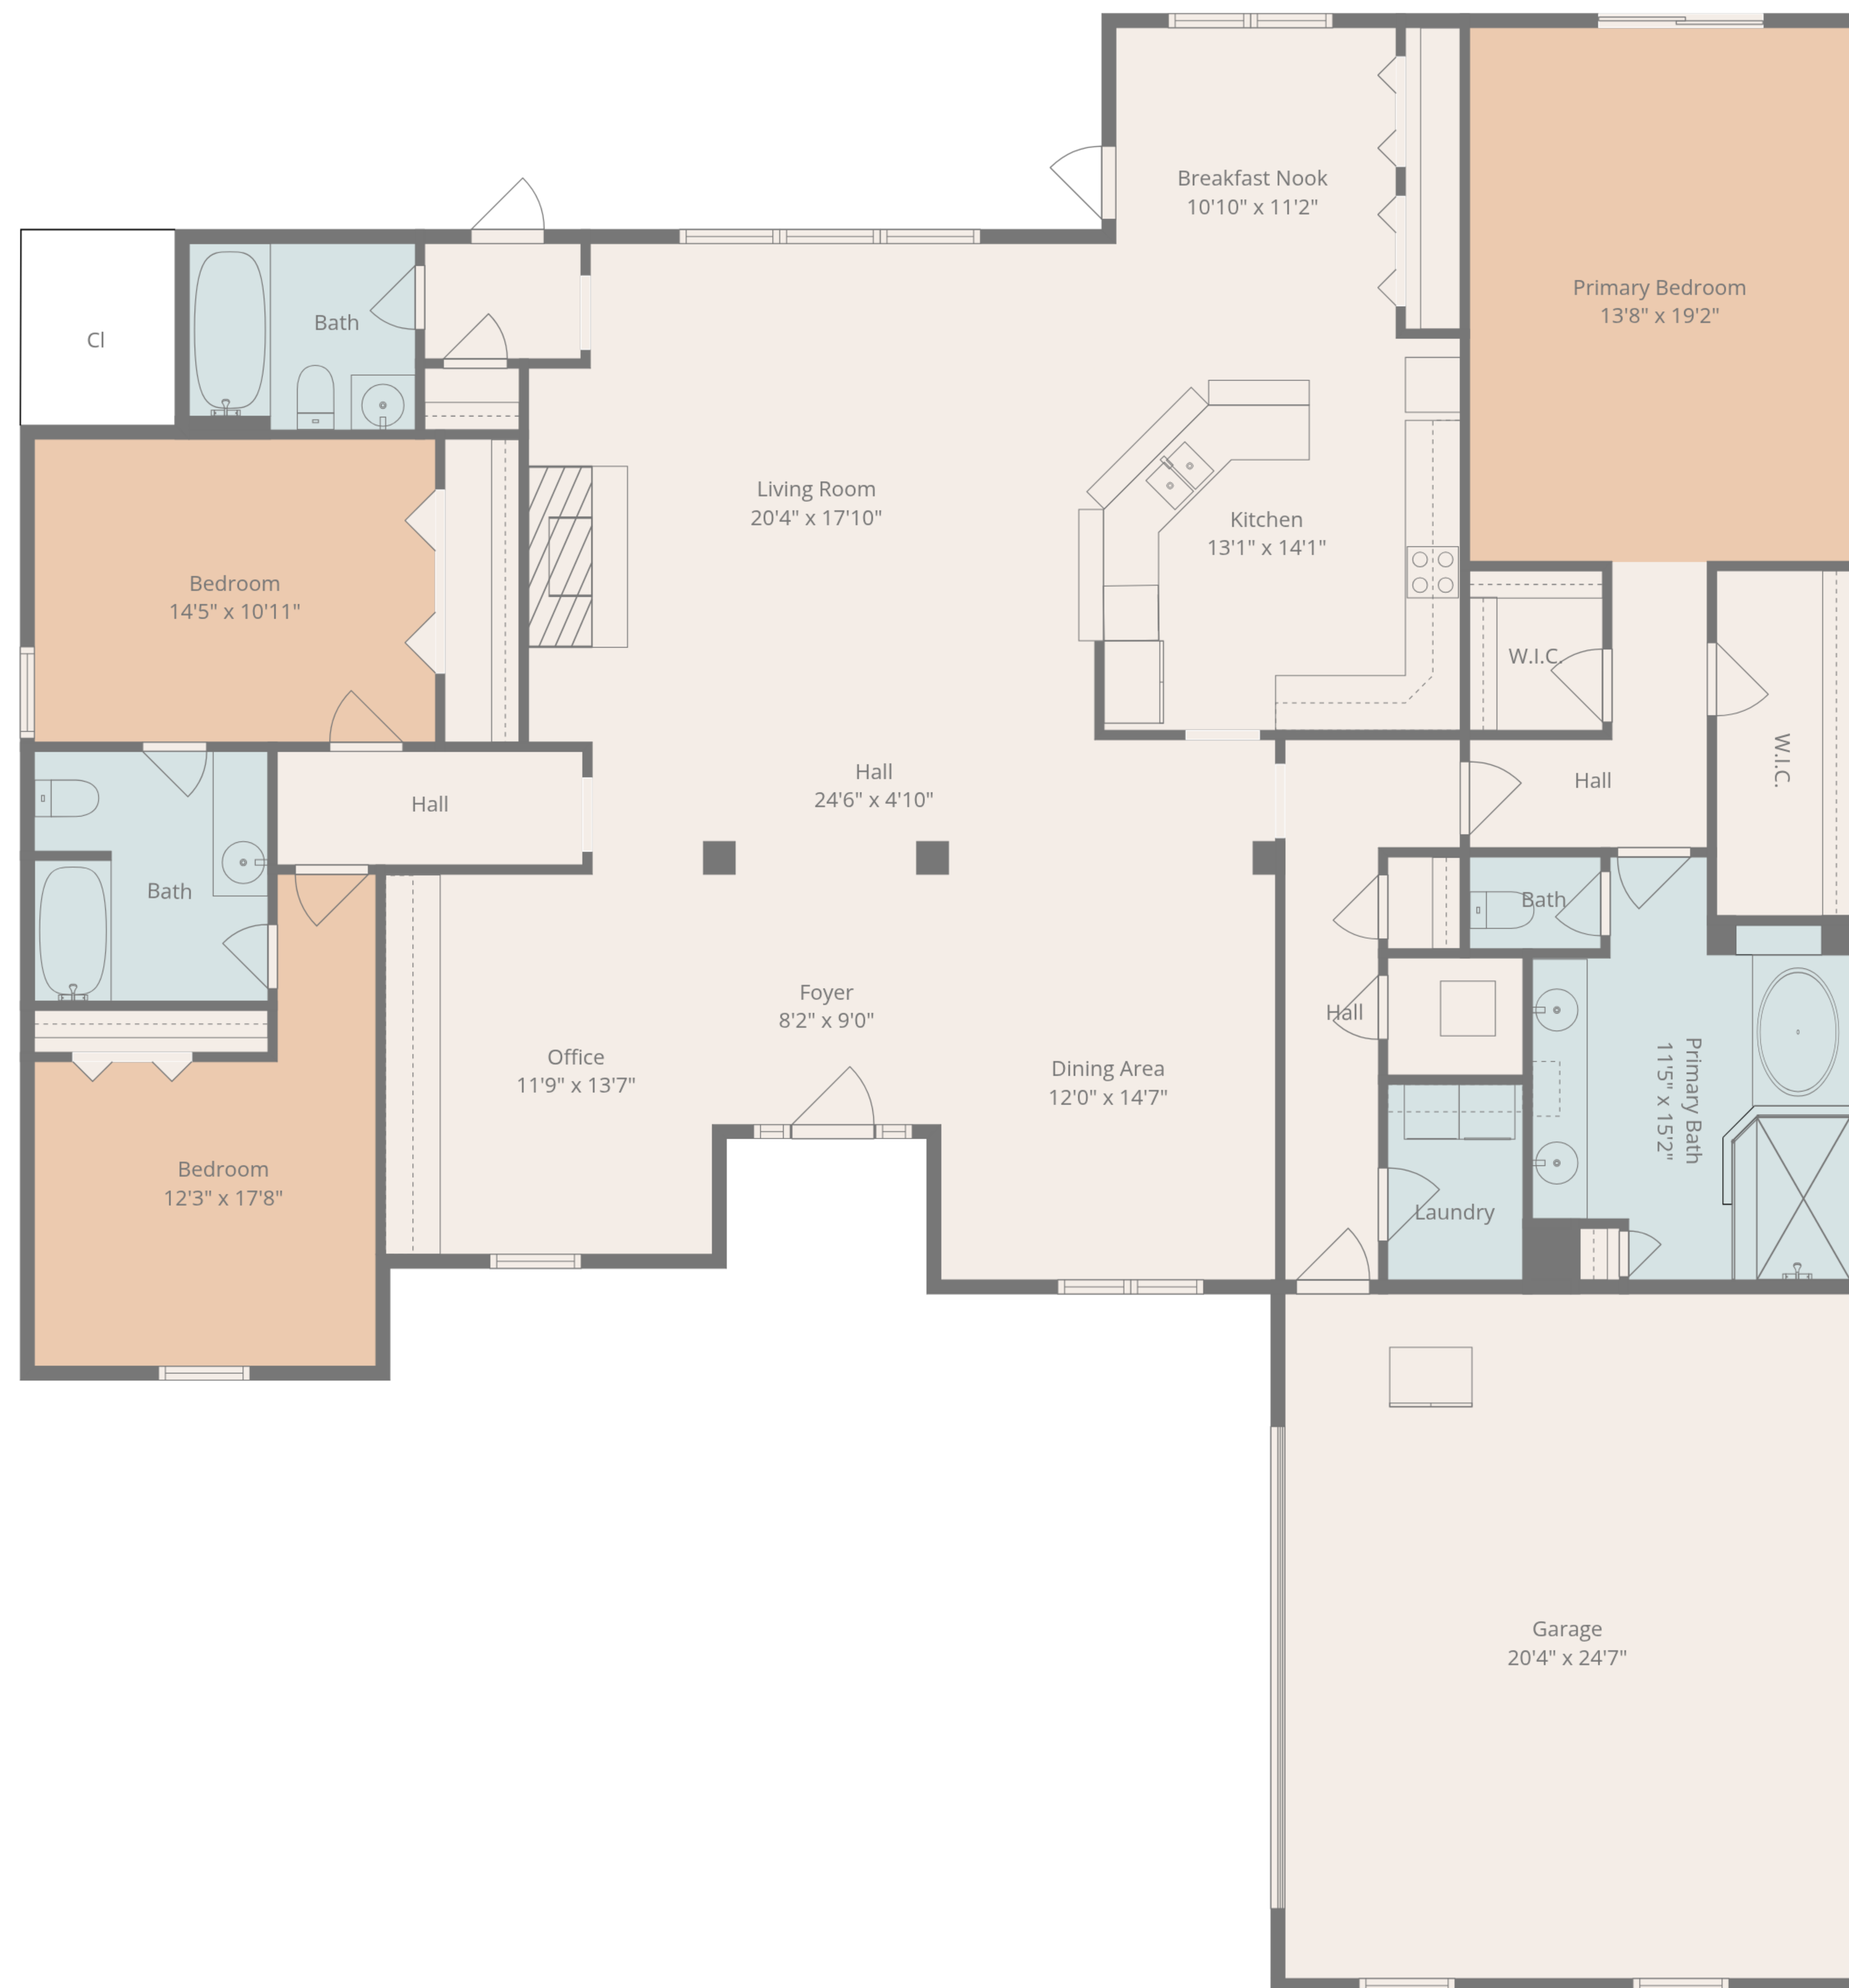 Breakfast Nook
10'10" x 11'2"
Primary Bedroom
13'8" x 19'2"
Bath
Cl
Living Room
20'4" x 17'10"
Kitchen
13'1" x 14'1"
Bedroom
14'5" x 10'11"
W.I.C.
W.I.C.
Hall
24'6" x 4'10"
Hall
Hall
Bath
Bath
Foyer
8'2" x 9'0"
Hall
Office
11'9" x 13'7"
Dining Area
12'0" x 14'7"
Primary Bath
11'5" x 15'2"
Bedroom
12'3" x 17'8"
Laundry
Garage
20'4" x 24'7"